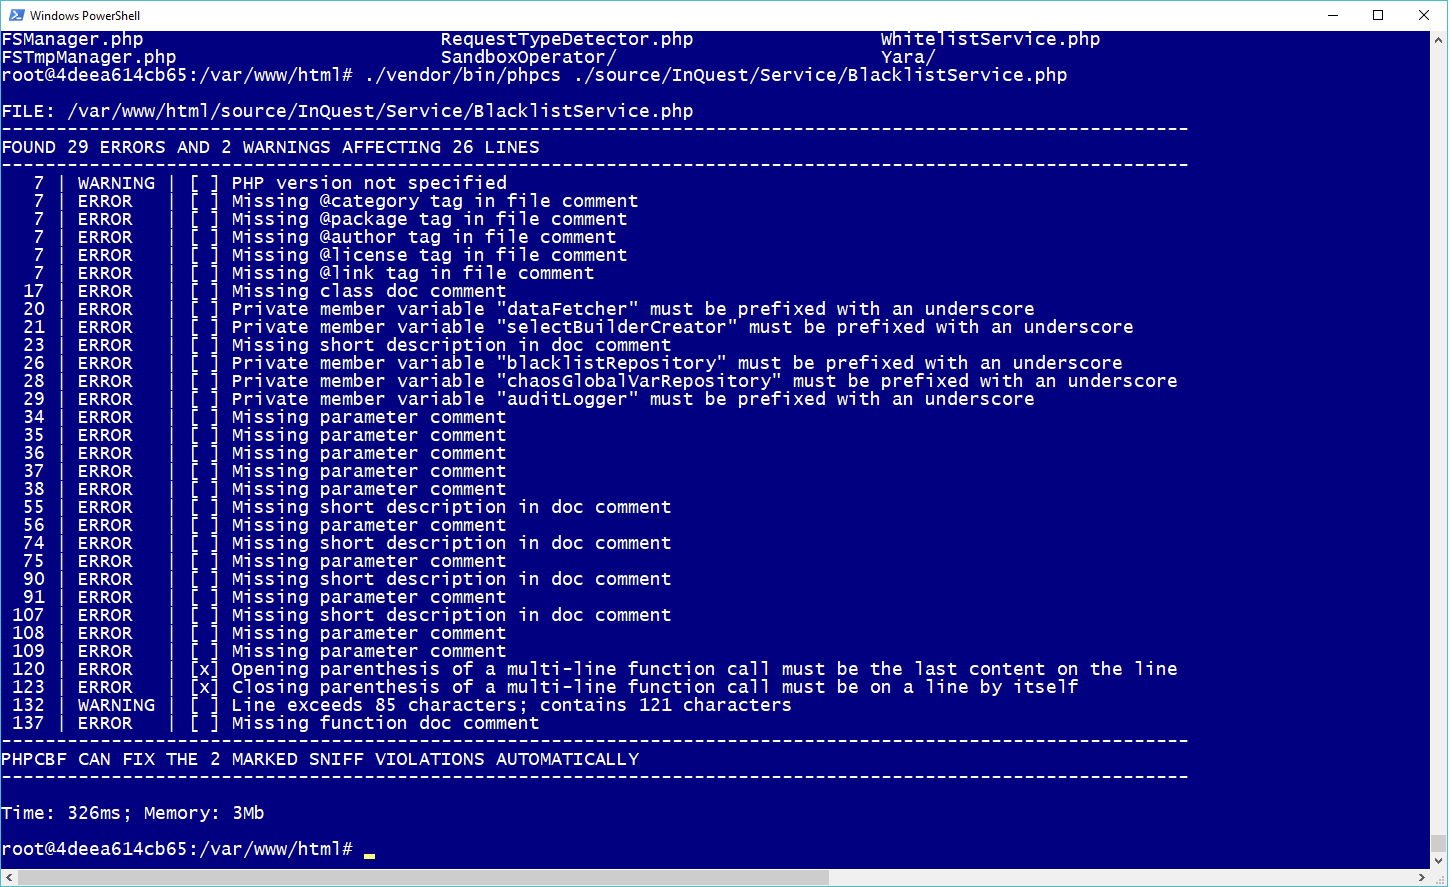 Windows PowerShell
FSManager.php                           RequestTypeDetector.php                 WhitelistService.php
FSTmpManager.php                        SandboxOperator/                        Yara/
root@4deea614cb65:/var/www/html# ./vendor/bin/phpcs ./source/InQuest/Service/BlacklistService.php
FILE: /var/www/html/source/InQuest/Service/BlacklistService.php
------------------------------------------------------------------------------------------------------------
FOUND 29 ERRORS AND 2 WARNINGS AFFECTING 26 LINES
------------------------------------------------------------------------------------------------------------
   7 | WARNING | [ ] PHP version not specified
   7 | ERROR   | [ ] Missing @category tag in file comment
   7 | ERROR   | [ ] Missing @package tag in file comment
   7 | ERROR   | [ ] Missing @author tag in file comment
   7 | ERROR   | [ ] Missing @license tag in file comment
   7 | ERROR   | [ ] Missing @link tag in file comment
  17 | ERROR   | [ ] Missing class doc comment
  20 | ERROR   | [ ] Private member variable "dataFetcher" must be prefixed with an underscore
  21 | ERROR   | [ ] Private member variable "selectBuilderCreator" must be prefixed with an underscore
  23 | ERROR   | [ ] Missing short description in doc comment
  26 | ERROR   | [ ] Private member variable "blacklistRepository" must be prefixed with an underscore
  28 | ERROR   | [ ] Private member variable "chaosGlobalVarRepository" must be prefixed with an underscore
  29 | ERROR   | [ ] Private member variable "auditLogger" must be prefixed with an underscore
  34 | ERROR   | [ ] Missing parameter comment
  35 | ERROR   | [ ] Missing parameter comment
  36 | ERROR   | [ ] Missing parameter comment
  37 | ERROR   | [ ] Missing parameter comment
  38 | ERROR   | [ ] Missing parameter comment
  55 | ERROR   | [ ] Missing short description in doc comment
  56 | ERROR   | [ ] Missing parameter comment
  74 | ERROR   | [ ] Missing short description in doc comment
  75 | ERROR   | [ ] Missing parameter comment
  90 | ERROR   | [ ] Missing short description in doc comment
  91 | ERROR   | [ ] Missing parameter comment
 107 | ERROR   | [ ] Missing short description in doc comment
 108 | ERROR   | [ ] Missing parameter comment
 109 | ERROR   | [ ] Missing parameter comment
 120 | ERROR   | [x] Opening parenthesis of a multi-line function call must be the last content on the line
 123 | ERROR   | [x] Closing parenthesis of a multi-line function call must be on a line by itself
 132 | WARNING | [ ] Line exceeds 85 characters; contains 121 characters
 137 | ERROR   | [ ] Missing function doc comment
------------------------------------------------------------------------------------------------------------
PHPCBF CAN FIX THE 2 MARKED SNIFF VIOLATIONS AUTOMATICALLY
------------------------------------------------------------------------------------------------------------
Time: 326ms; Memory: 3Mb
root@4deea614cb65:/var/www/html#